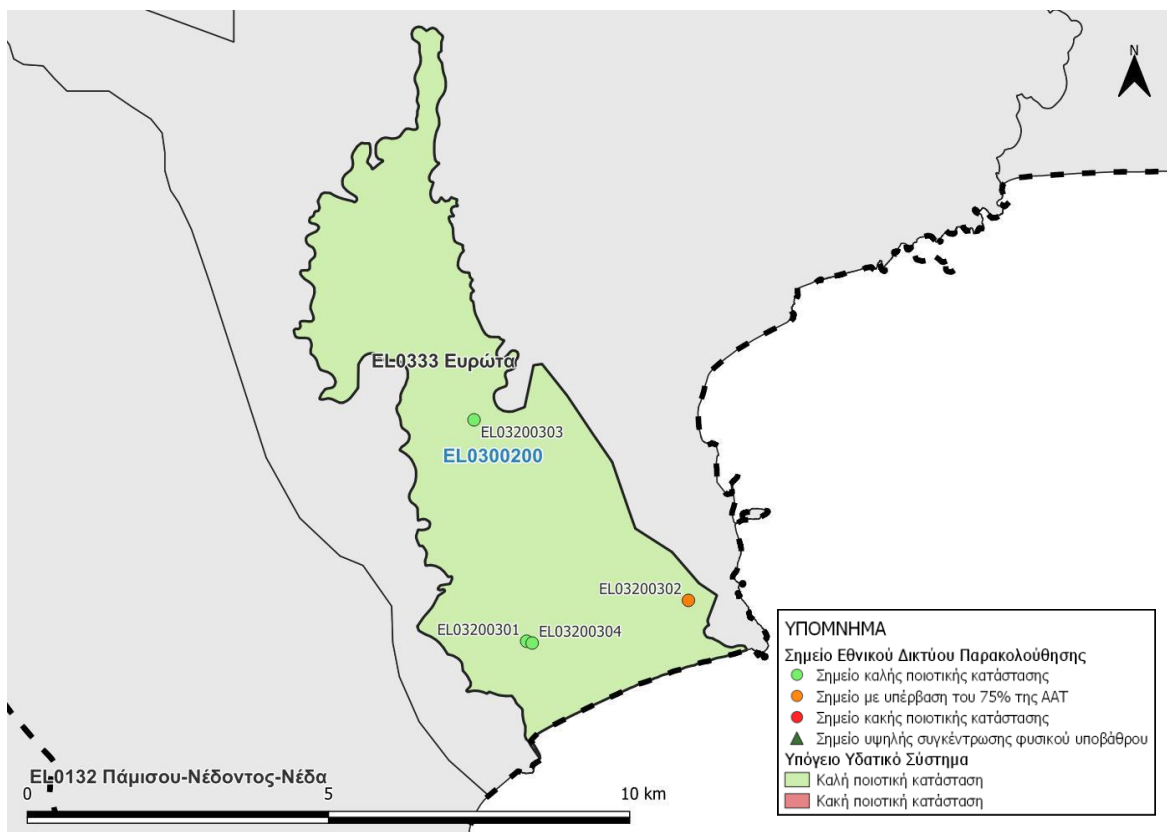 N
EL0333 Ευρώτα
EL03200303
EL0300200
EL03200302
EL03200301
EL03200304
EL0132 Πάμισου-Νέδοντος-Νέδα
0
5
10 km
ΥΠΟΜΝΗΜΑ
Σημείο Εθνικού Δικτύου Παρακολούθησης
Σημείο καλής ποιοτικής κατάστασης
Σημείο με υπέρβαση του 75% της ΑΑΤ
Σημείο κακής ποιοτικής κατάστασης
Σημείο υψηλής συγκέντρωσης φυσικού υποβάθρου
Υπόγειο Υδατικό Σύστημα
Καλή ποιοτική κατάσταση
Κακή ποιοτική κατάσταση